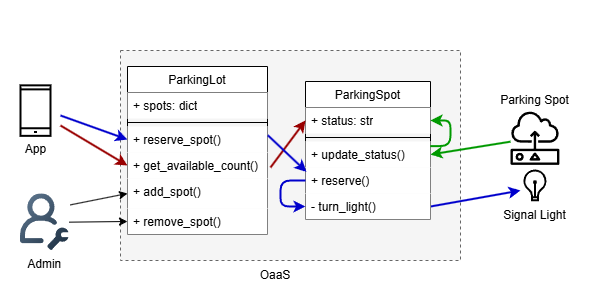 ParkingLot
+ spots: dict
+ reserve_spot()
+ get_available_count()
+ add_spot()
+ remove_spot()
ParkingSpot
+ status: str
+ update_status()
+ reserve()
- turn_light()
App
Admin
Parking Spot
Signal Light
OaaS